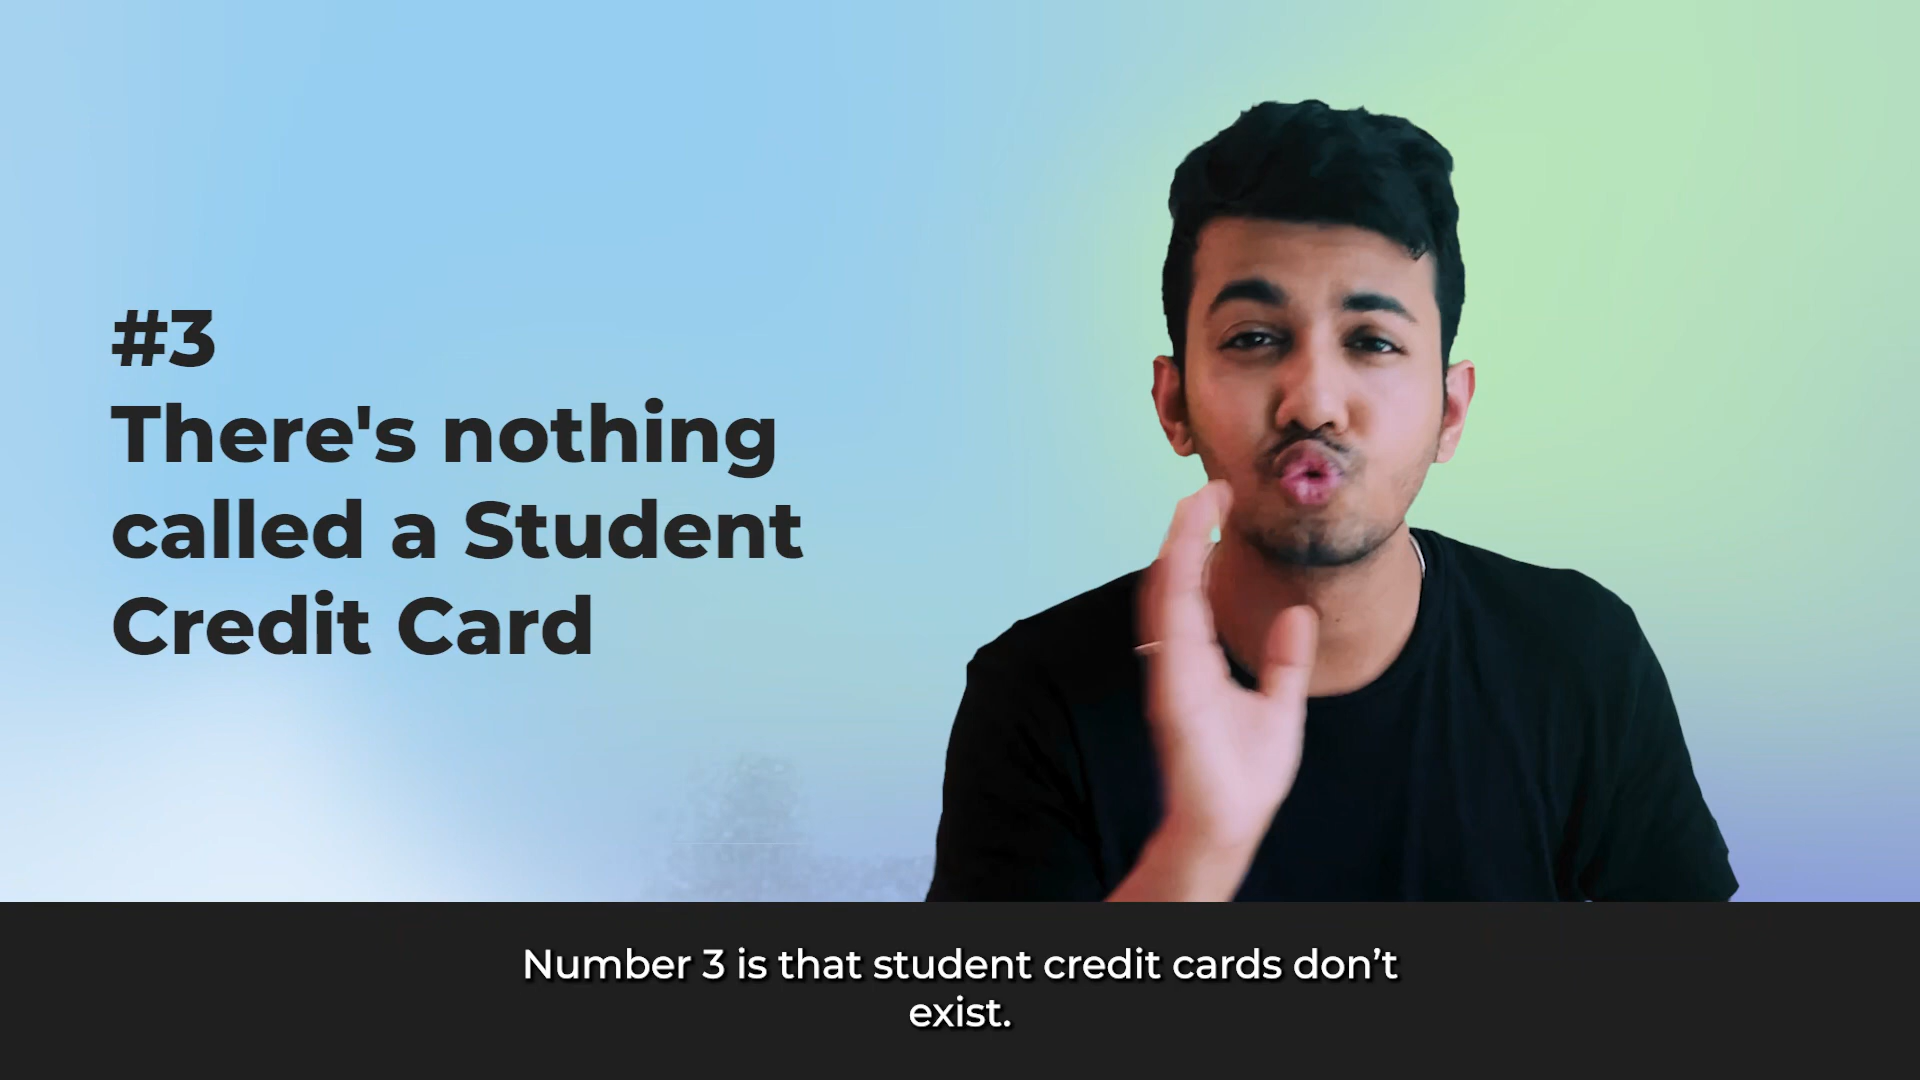 #3
There's nothing
called a Student
Credit Card
Number 3 is that student credit cards don’t
exist.